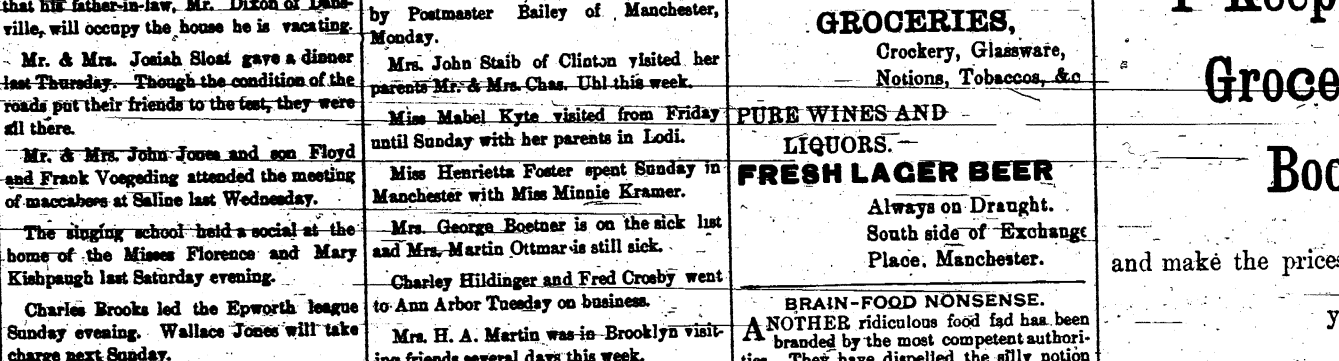 that his father-in-law, Mr. Dixon of Dans-
ville, will occupy the house he is vacating.
Mr. & Mrs. Josiah Sloat gave a dinner
last Thursday. Though the condition of the
roads put their friends to the test, they were
all there.
Mr. & Mrs. John Jones and son Floyd
and Frank Voegeding attended the meeting
of maccabees at Saline last Wednesday.
The singing school held a social at the
home of the Misses Florence and Mary
Kishpaugh last Saturday evening.
Charles Brooks led the Epworth league
Sunday evening. Wallace Jones will take
charge next Sunday.
by Postmaster Bailey of Manchester,
Monday.
Mrs. John Staib of Clinton visited her
parents Mr. & Mrs. Chas. Uhl this week.
Miss Mabel Kyte visited from Friday
until Sunday with her parents in Lodi.
Miss Henrietta Foster spent Sunday in
Manchester with Miss Minnie Kramer.
Mrs. George Boetner is on the sick list
and Mrs. Martin Ottmar is still sick.
Charley Hildinger and Fred Crosby went
to Ann Arbor Tuesday on business.
Mrs. H. A. Martin was in Brooklyn visit-
ing friends several days this week.
GROCERIES,
Crockery, Glassware,
Notions, Tobaccos, &c
PURE WINES AND
LIQUORS.
FRESH LAGER BEER
Always on Draught.
South side of Exchange
Place, Manchester.
BRAIN-FOOD NONSENSE.
ANOTHER ridiculous food fad has been
branded by the most competent authori-
ties. They have dispelled the silly notion
Groce
Boo
and make the prices
y